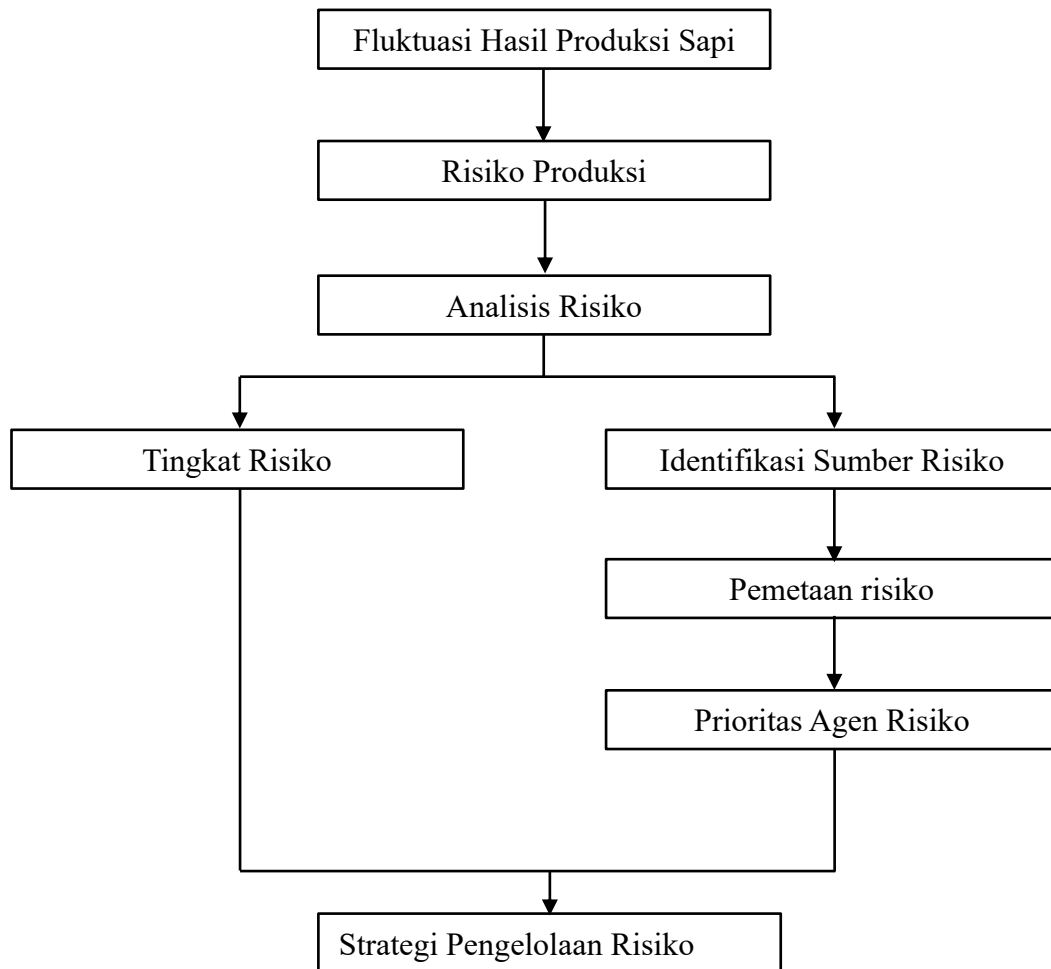 Fluktuasi Hasil Produksi Sapi
Risiko Produksi
Analisis Risiko
Tingkat Risiko
Identifikasi Sumber Risiko
Pemetaan risiko
Prioritas Agen Risiko
Strategi Pengelolaan Risiko